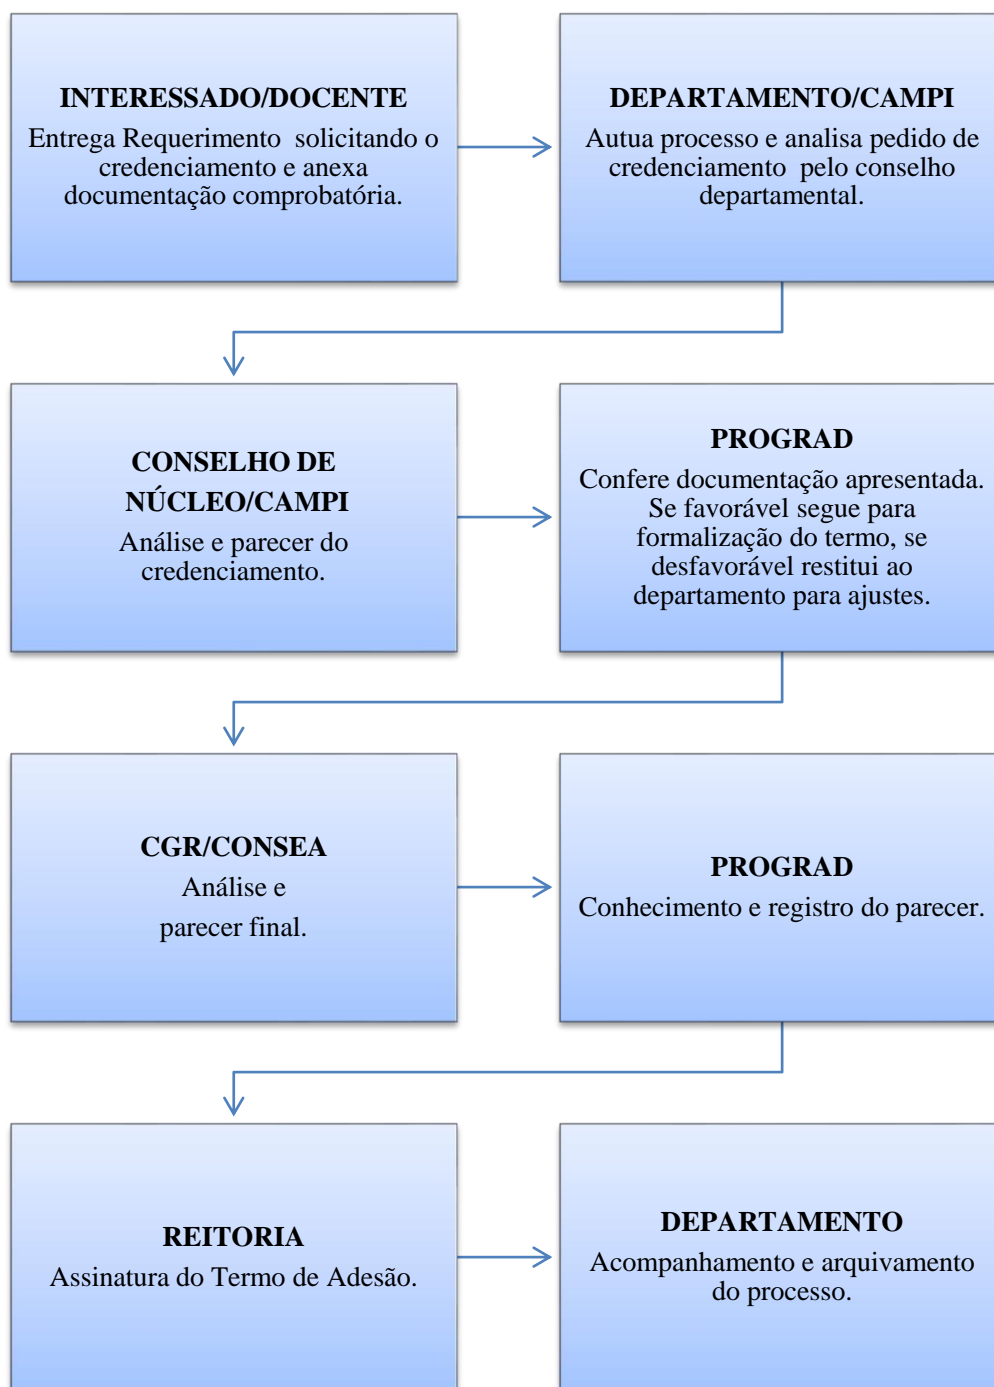 INTERESSADO/DOCENTE
Entrega Requerimento  solicitando o
credenciamento e anexa
documentação comprobatória.
DEPARTAMENTO/CAMPI
Autua processo e analisa pedido de
credenciamento  pelo conselho
departamental.
CONSELHO DE
NÚCLEO/CAMPI
Análise e parecer do
credenciamento.
PROGRAD
Confere documentação apresentada.
Se favorável segue para
formalização do termo, se
desfavorável restitui ao
departamento para ajustes.
CGR/CONSEA
Análise e
parecer final.
PROGRAD
Conhecimento e registro do parecer.
REITORIA
Assinatura do Termo de Adesão.
DEPARTAMENTO
Acompanhamento e arquivamento
do processo.